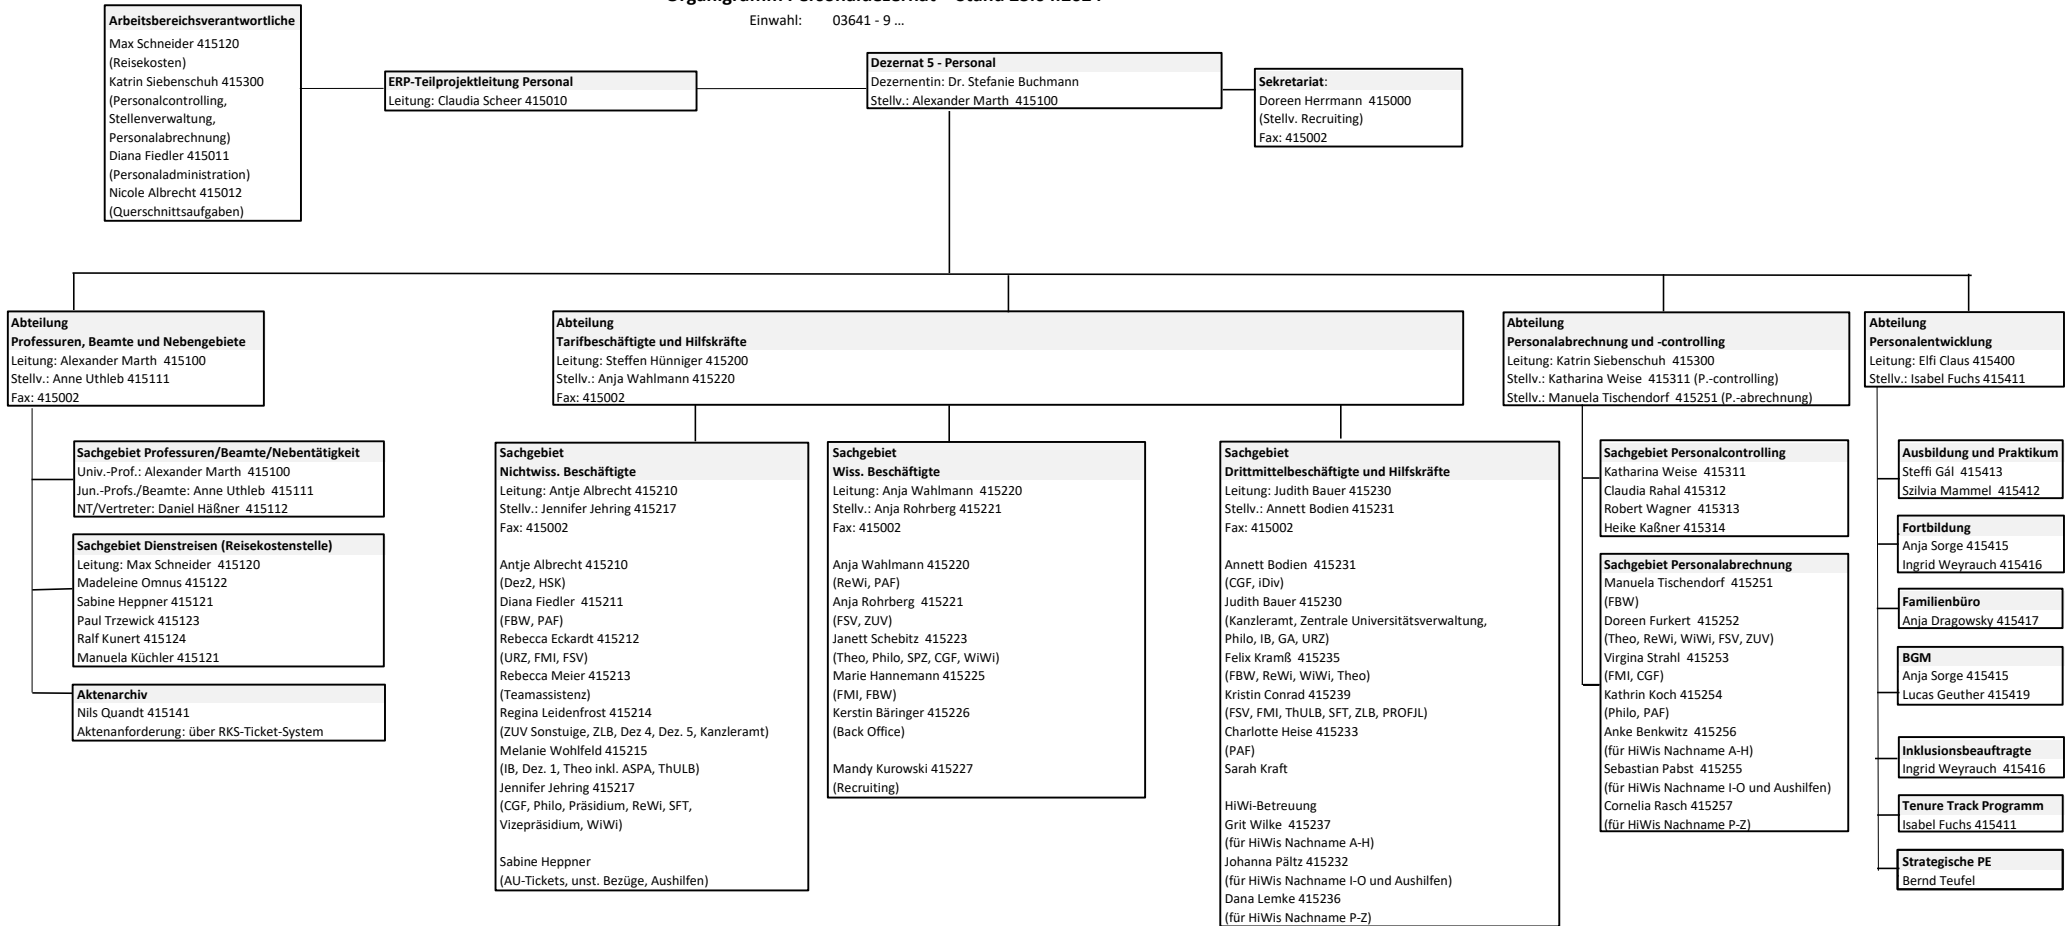 Einwahl: 03641 - 9 ...
Arbeitsbereichsverantwortliche
Max Schneider 415120
(Reisekosten)
Katrin Siebenschuh 415300
(Personalcontrolling,
Stellenverwaltung,
Personalabrechnung)
Diana Fiedler 415011
(Personaladministration)
Nicole Albrecht 415012
(Querschnittsaufgaben)
ERP-Teilprojektleitung Personal
Leitung: Claudia Scheer 415010
Dezernat 5 - Personal
Dezernentin: Dr. Stefanie Buchmann
Stellv.: Alexander Marth 415100
Sekretariat:
Doreen Herrmann 415000
(Stellv. Recruiting)
Fax: 415002
Abteilung
Professuren, Beamte und Nebengebiete
Leitung: Alexander Marth 415100
Stellv.: Anne Uthleb 415111
Fax: 415002
Sachgebiet Professuren/Beamte/Nebentätigkeit
Univ.-Prof.: Alexander Marth 415100
Jun.-Profs./Beamte: Anne Uthleb 415111
NT/Vertreter: Daniel Häßner 415112
Sachgebiet Dienstreisen (Reisekostenstelle)
Leitung: Max Schneider 415120
Madeleine Omnus 415122
Sabine Heppner 415121
Paul Trzewick 415123
Ralf Kunert 415124
Manuela Küchler 415121
Aktenarchiv
Nils Quandt 415141
Aktenanforderung: über RKS-Ticket-System
Abteilung
Tarifbeschäftigte und Hilfskräfte
Leitung: Steffen Hünniger 415200
Stellv.: Anja Wahlmann 415220
Fax: 415002
Sachgebiet
Nichtwiss. Beschäftigte
Leitung: Antje Albrecht 415210
Stellv.: Jennifer Jehring 415217
Fax: 415002
Antje Albrecht 415210
(Dez2, HSK)
Diana Fiedler 415211
(FBW, PAF)
Rebecca Eckardt 415212
(URZ, FMI, FSV)
Rebecca Meier 415213
(Teamassistenz)
Regina Leidenfrost 415214
(ZUV Sonstuige, ZLB, Dez 4, Dez. 5, Kanzleramt)
Melanie Wohlfeld 415215
(IB, Dez. 1, Theo inkl. ASPA, ThULB)
Jennifer Jehring 415217
(CGF, Philo, Präsidium, ReWi, SFT,
Vizepräsidium, WiWi)
Sabine Heppner
(AU-Tickets, unst. Bezüge, Aushilfen)
Sachgebiet
Wiss. Beschäftigte
Leitung: Anja Wahlmann 415220
Stellv.: Anja Rohrberg 415221
Fax: 415002
Anja Wahlmann 415220
(ReWi, PAF)
Anja Rohrberg 415221
(FSV, ZUV)
Janett Schebitz 415223
(Theo, Philo, SPZ, CGF, WiWi)
Marie Hannemann 415225
(FMI, FBW)
Kerstin Bäringer 415226
(Back Office)
Mandy Kurowski 415227
(Recruiting)
Sachgebiet
Drittmittelbeschäftigte und Hilfskräfte
Leitung: Judith Bauer 415230
Stellv.: Annett Bodien 415231
Fax: 415002
Annett Bodien 415231
(CGF, iDiv)
Judith Bauer 415230
(Kanzleramt, Zentrale Universitätsverwaltung,
Philo, IB, GA, URZ)
Felix Kramß 415235
(FBW, ReWi, WiWi, Theo)
Kristin Conrad 415239
(FSV, FMI, ThULB, SFT, ZLB, PROFJL)
Charlotte Heise 415233
(PAF)
Sarah Kraft
HiWi-Betreuung
Grit Wilke 415237
(für HiWis Nachname A-H)
Johanna Pältz 415232
(für HiWis Nachname I-O und Aushilfen)
Dana Lemke 415236
(für HiWis Nachname P-Z)
Abteilung
Personalabrechnung und -controlling
Leitung: Katrin Siebenschuh 415300
Stellv.: Katharina Weise 415311 (P.-controlling)
Stellv.: Manuela Tischendorf 415251 (P.-abrechnung)
Sachgebiet Personalcontrolling
Katharina Weise 415311
Claudia Rahal 415312
Robert Wagner 415313
Heike Kaßner 415314
Sachgebiet Personalabrechnung
Manuela Tischendorf 415251
(FBW)
Doreen Furkert 415252
(Theo, ReWi, WiWi, FSV, ZUV)
Virgina Strahl 415253
(FMI, CGF)
Kathrin Koch 415254
(Philo, PAF)
Anke Benkwitz 415256
(für HiWis Nachname A-H)
Sebastian Pabst 415255
(für HiWis Nachname I-O und Aushilfen)
Cornelia Rasch 415257
(für HiWis Nachname P-Z)
Abteilung
Personalentwicklung
Leitung: Elfi Claus 415400
Stellv.: Isabel Fuchs 415411
Ausbildung und Praktikum
Steffi Gál 415413
Szilvia Mammel 415412
Fortbildung
Anja Sorge 415415
Ingrid Weyrauch 415416
Familienbüro
Anja Dragowsky 415417
BGM
Anja Sorge 415415
Lucas Geuther 415419
Inklusionsbeauftragte
Ingrid Weyrauch 415416
Tenure Track Programm
Isabel Fuchs 415411
Strategische PE
Bernd Teufel